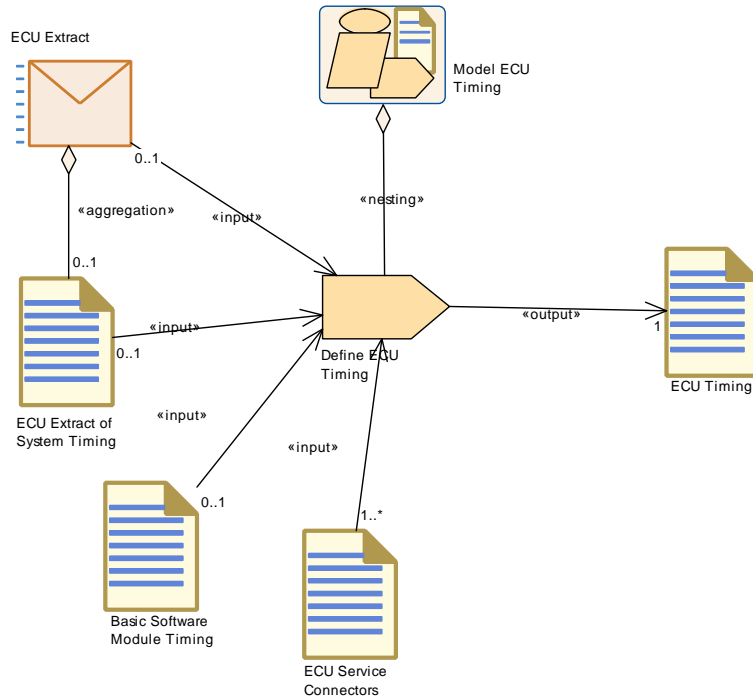 ECU Extract
Model ECU
Timing
0..1
«nesting»
«aggregation»
«input»
0..1
«input»
0..1
«output»
1
Define ECU
Timing
ECU Timing
ECU Extract of
System Timing
«input»
«input»
0..1
1..*
Basic Software
Module Timing
ECU Service
Connectors